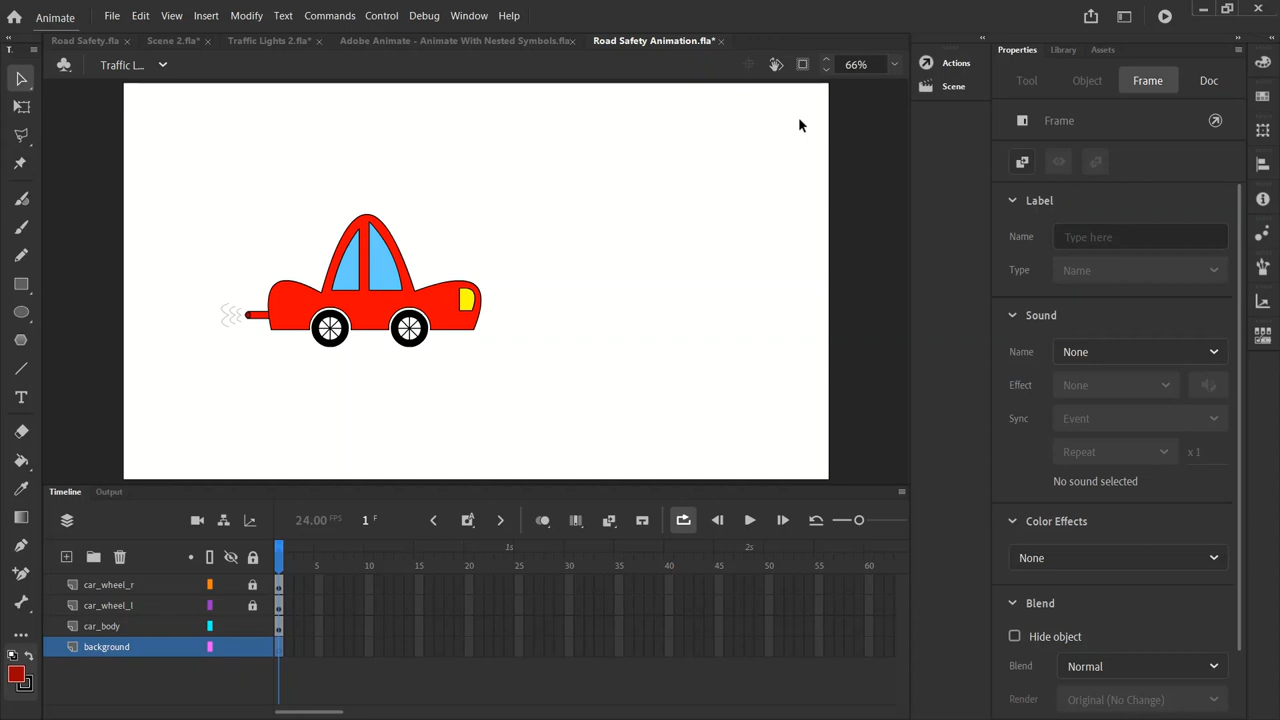 Animate File Edit View Insert Modify Text Commands Control Debug Window Help
Road Safety.fla × Scene 2.fla* × Traffic Lights 2.fla* × Adobe Animate - Animate With Nested Symbols.fla × Road Safety Animation.fla* ×
Traffic L... 66%
T.
Actions
Scene
Properties Library Assets
Tool Object Frame Doc
Frame
Label
Name Type here
Type Name
Sound
Name None
Effect None
Sync Event
Repeat x 1
No sound selected
Color Effects
None
Blend
Hide object
Blend Normal
Render Original (No Change)
Timeline Output
24.00 FPS 1 F
1s 2s
5 10 15 20 25 30 35 40 45 50 55 60
car_wheel_r
car_wheel_l
car_body
background